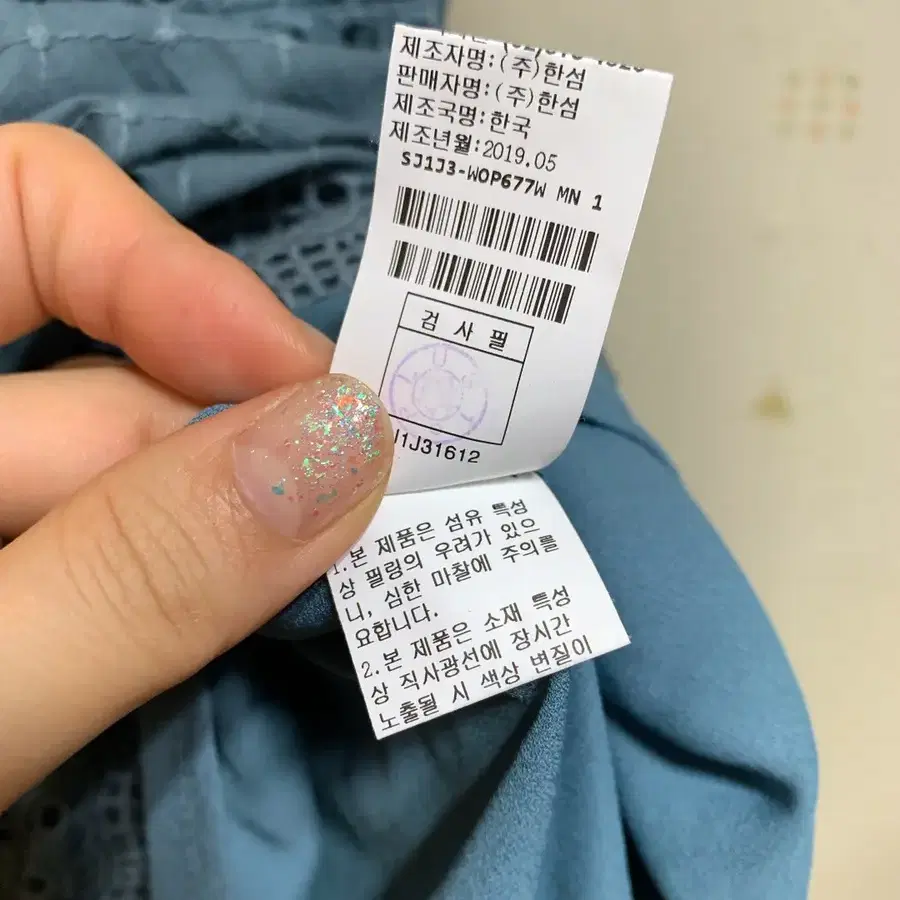 제조자명:(주)한섬
판매자명:(주)한섬
제조국명:한국
제조년월:2019.05
SJ1J3-WOP677W MN 1
검 사 필
J1J31612
1.본 제품은 섬유 특성
상 필링의 우려가 있으
니, 심한 마찰에 주의를
요합니다.
2.본 제품은 소재 특성
상 직사광선에 장시간
노출될 시 색상 변질이